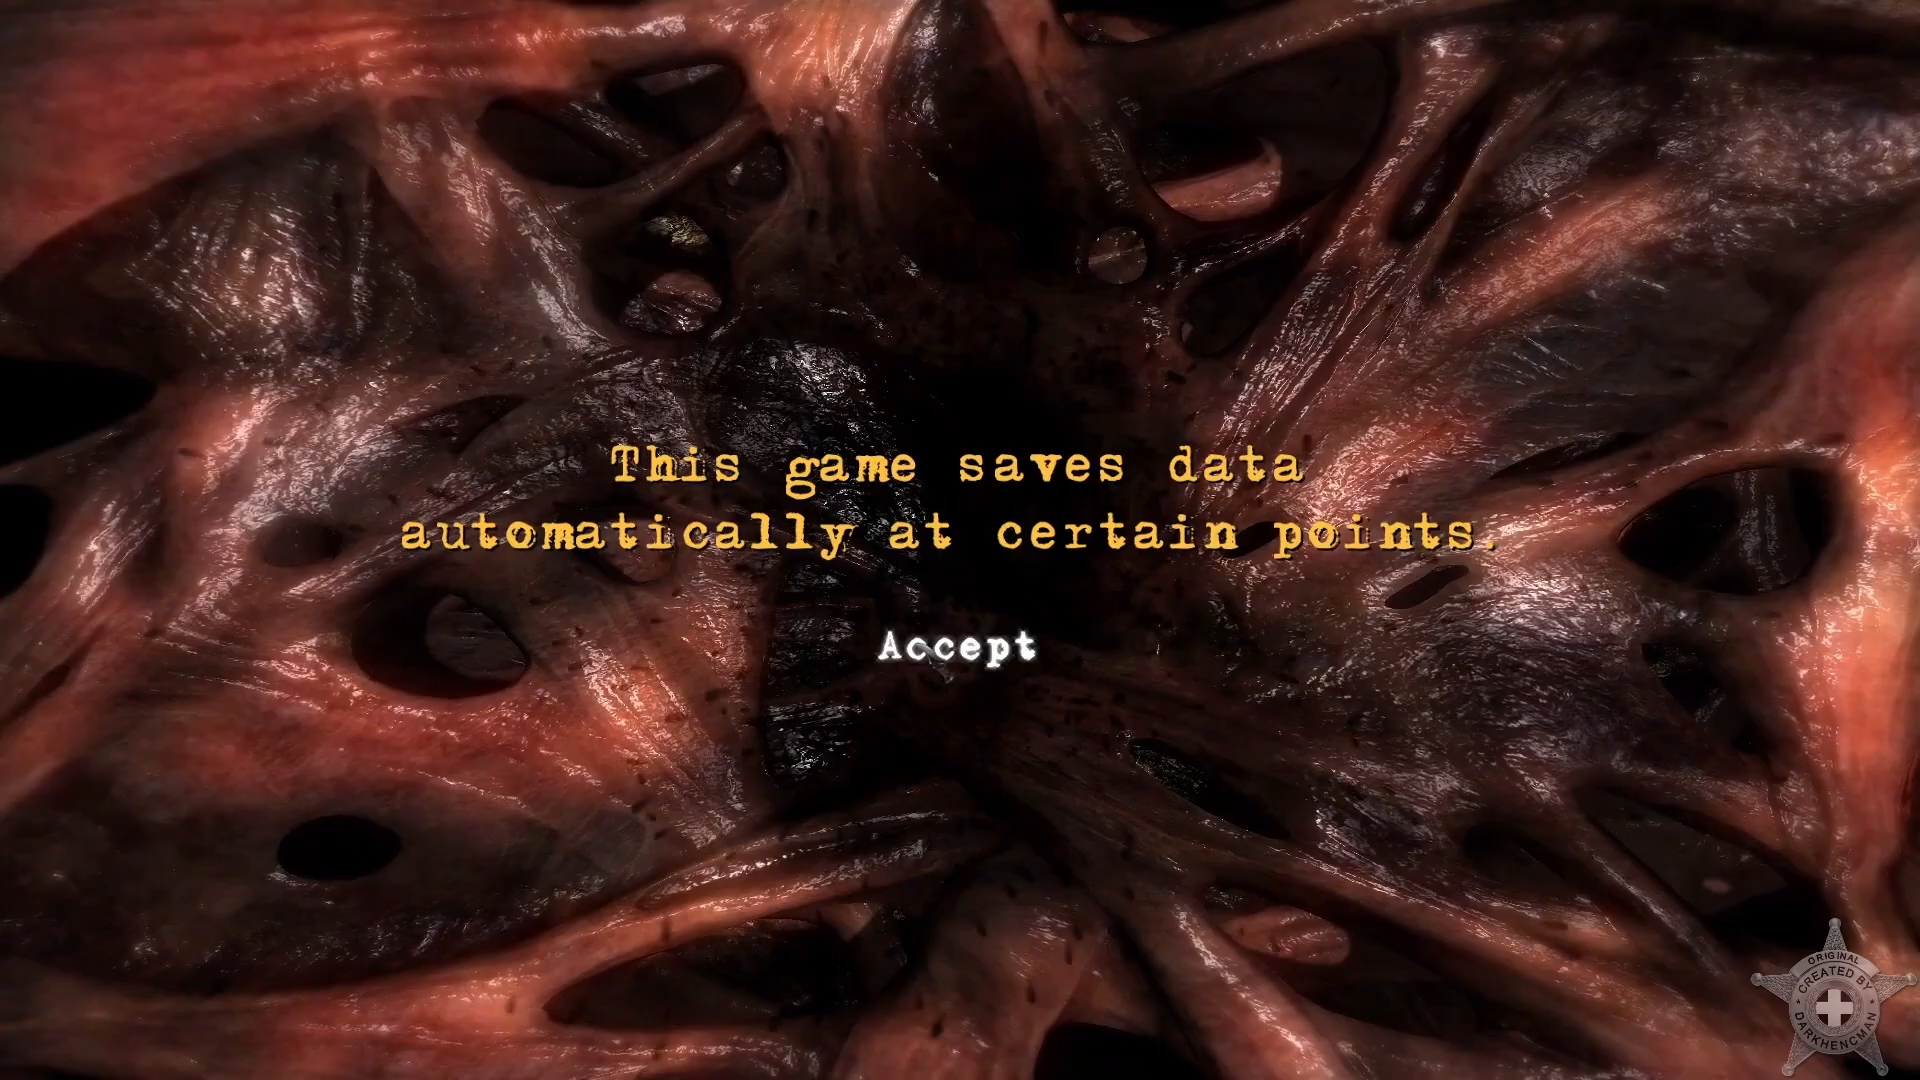 This game saves data
automatically at certain points.
Accept
ORIGINAL
CREATED BY
DARKHENCMAN